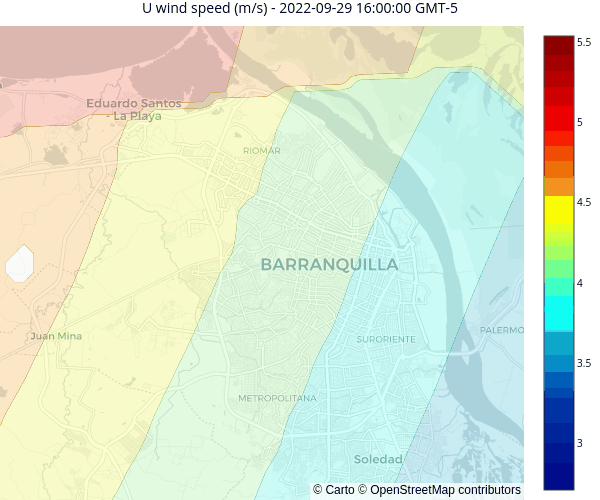 U wind speed (m/s) - 2022-09-29 16:00:00 GMT-5
5.5
Eduardo Santos
- La Playa
5
RIOMAR
4.5
BARRANQUILLA
4
Juan Mina
PALERMO
SURORIENTE
3.5
METROPOLITANA
3
Soledad
© Carto © OpenStreetMap contributors